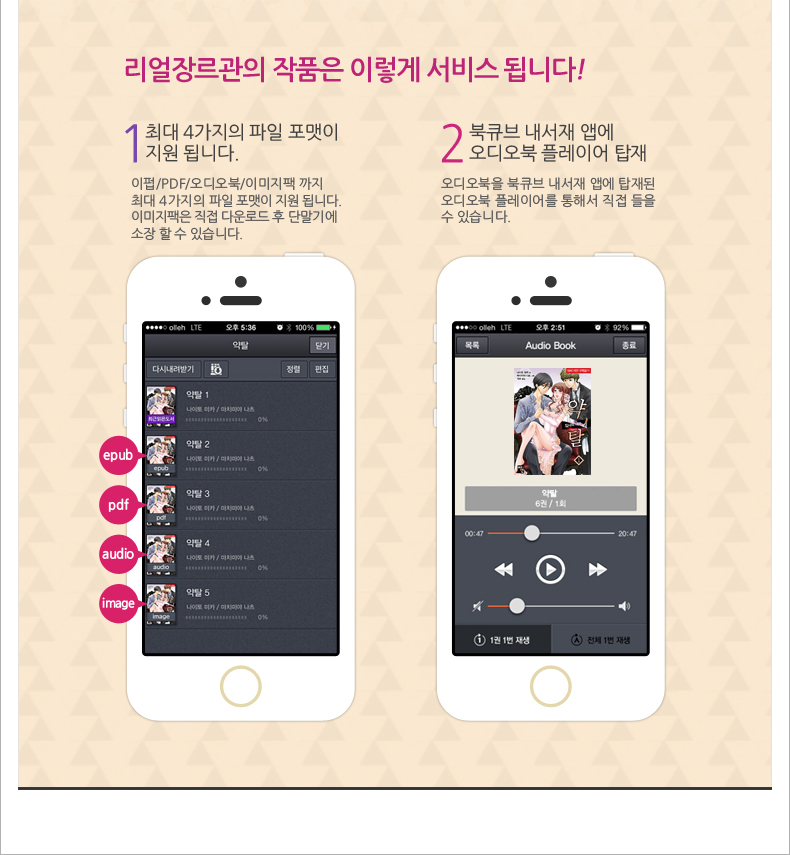 리얼장르관의 작품은 이렇게 서비스 됩니다!
1 최대 4가지의 파일 포맷이
지원 됩니다.
이펍/PDF/오디오북/이미지팩 까지
최대 4가지의 파일 포맷이 지원 됩니다.
이미지팩은 직접 다운로드 후 단말기에
소장 할 수 있습니다.
olleh LTE 오후 5:36 100%
약탈 닫기
다시내려받기 정렬 편집
약탈 1
나이토 미카 / 미치미야 나츠
0%
최근읽은도서
약탈 2
나이토 미카 / 미치미야 나츠
0%
epub
epub
약탈 3
나이토 미카 / 미치미야 나츠
0%
pdf
pdf
약탈 4
나이토 미카 / 미치미야 나츠
0%
audio
audio
약탈 5
나이토 미카 / 미치미야 나츠
0%
image
image
2 북큐브 내서재 앱에
오디오북 플레이어 탑재
오디오북을 북큐브 내서재 앱에 탑재된
오디오북 플레이어를 통해서 직접 들을
수 있습니다.
olleh LTE 오후 2:51 92%
목록 Audio Book 종료
약탈
약탈
6권 / 1회
00:47 20:47
1 1권 1번 재생 A 전체 1번 재생